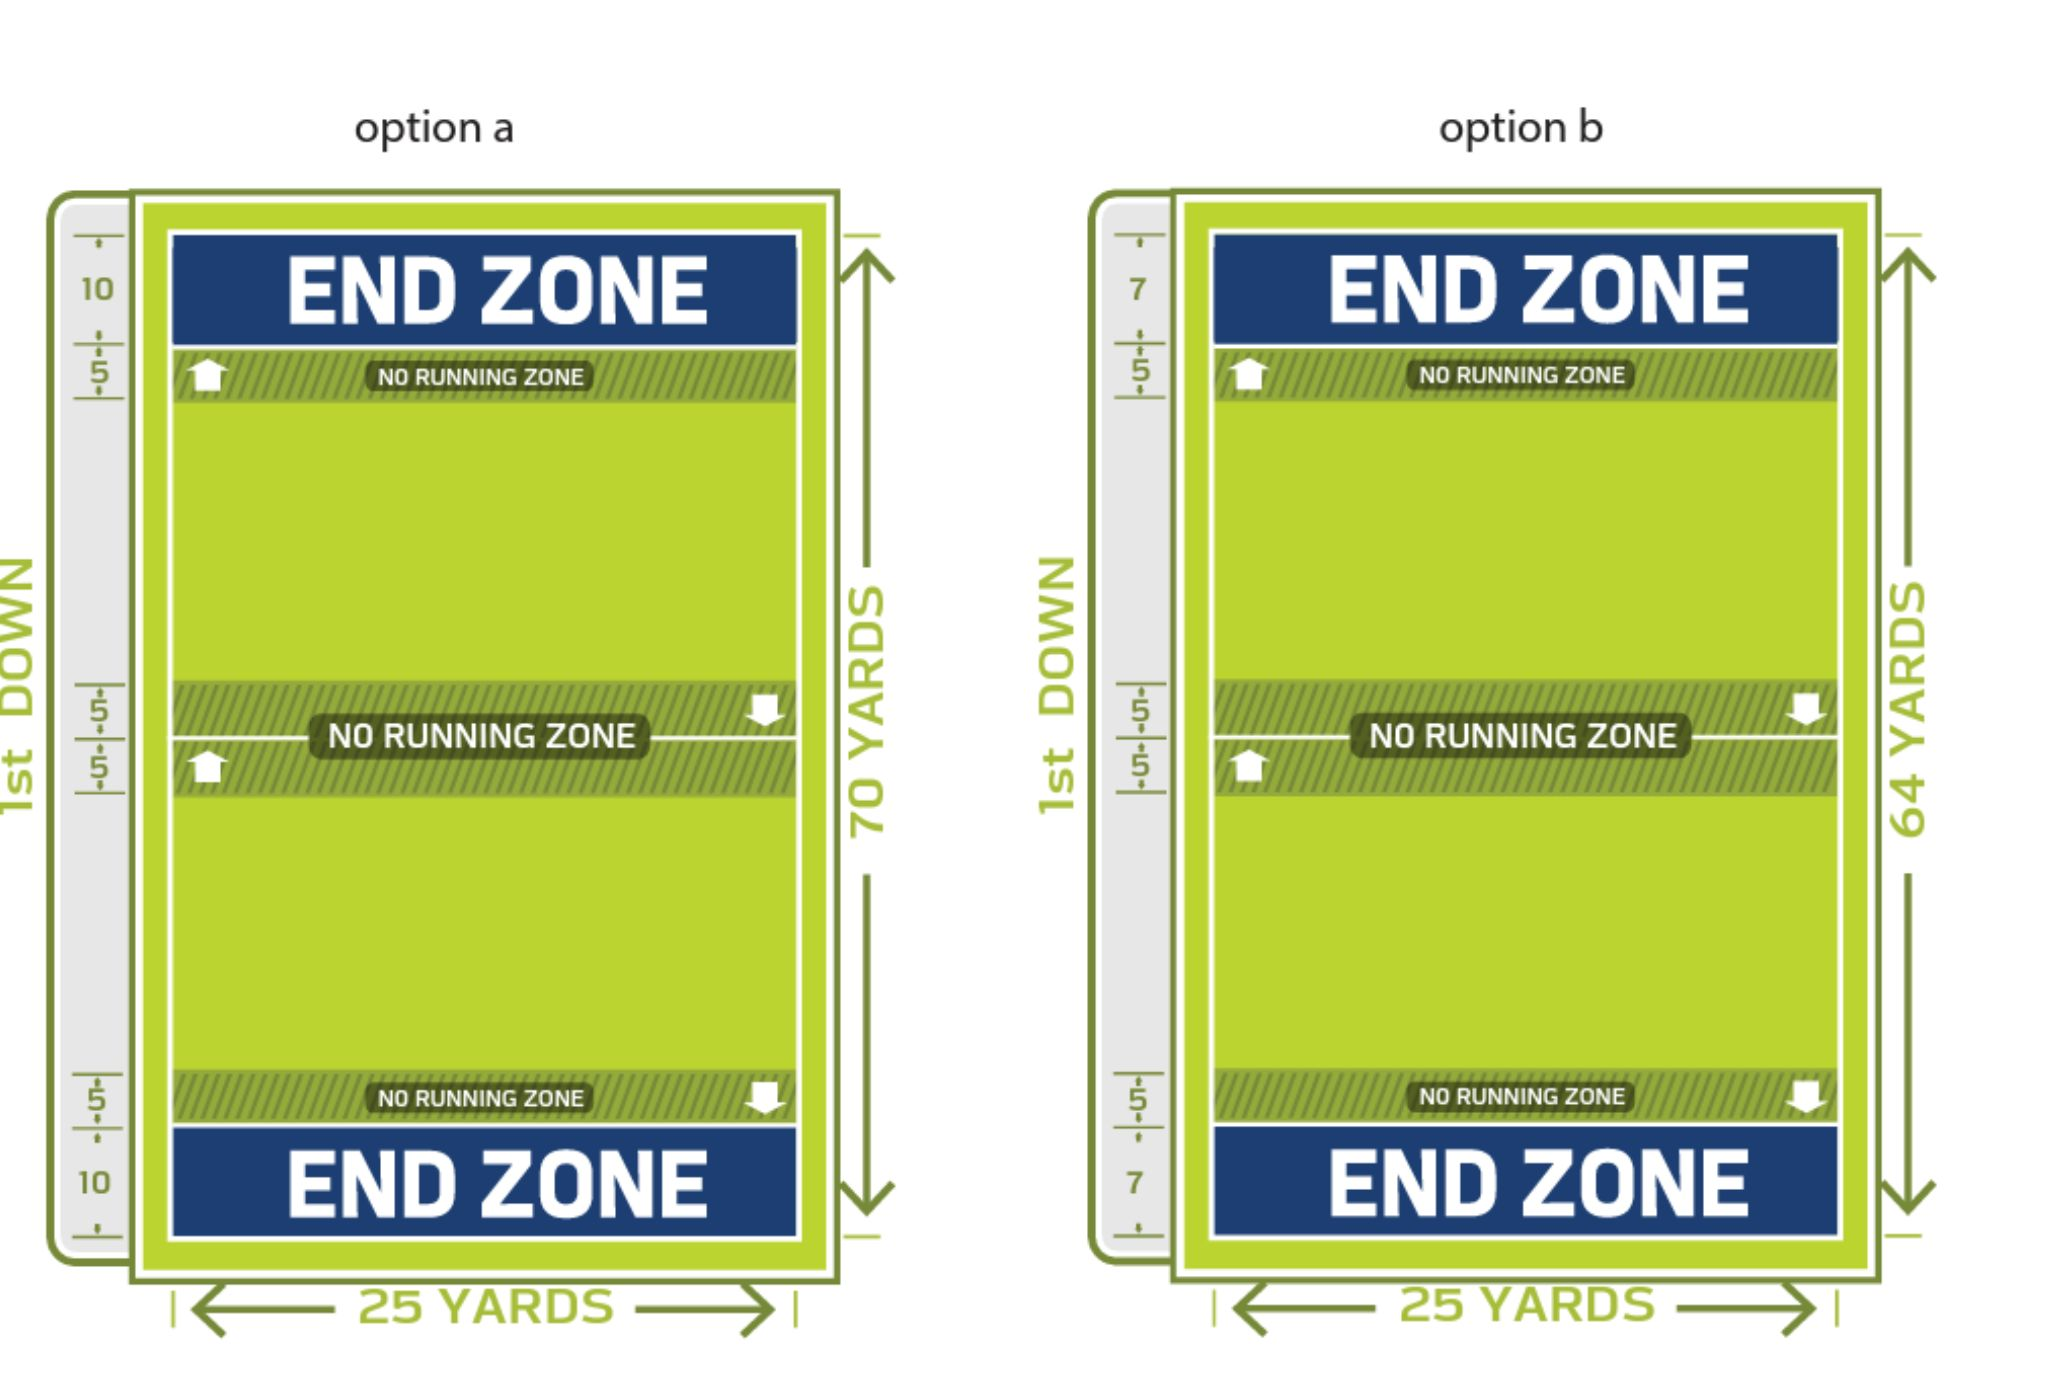 option a
option b
10
END ZONE
5
NO RUNNING ZONE
1st DOWN
5
NO RUNNING ZONE
5
70 YARDS
5
NO RUNNING ZONE
10
END ZONE
25 YARDS
7
END ZONE
5
NO RUNNING ZONE
1st DOWN
5
NO RUNNING ZONE
5
64 YARDS
5
NO RUNNING ZONE
7
END ZONE
25 YARDS